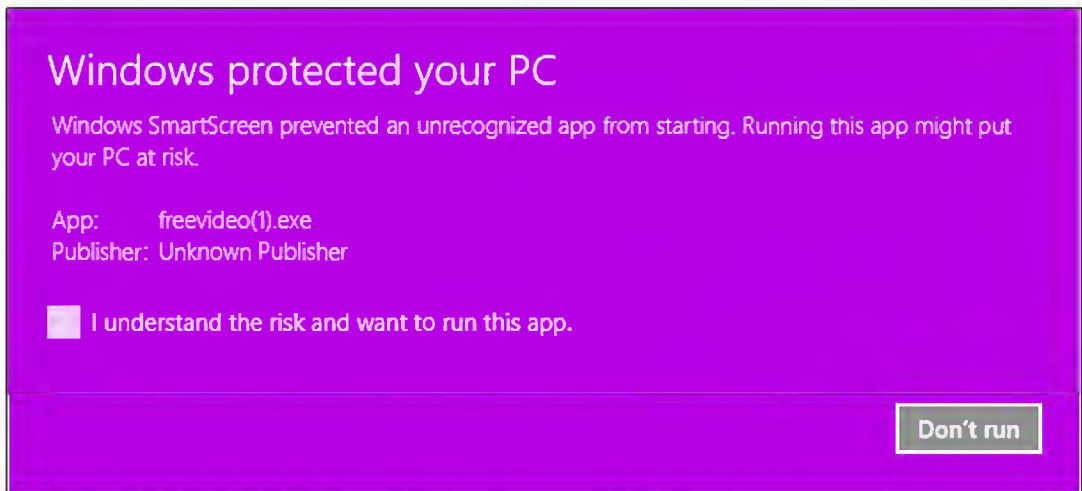 Windows protected your PC
Windows SmartScreen prevented an unrecognized app from starting. Running this app might put
your PC at risk.
App: freevideo(1).exe
Publisher: Unknown Publisher
I understand the risk and want to run this app.
Don't run